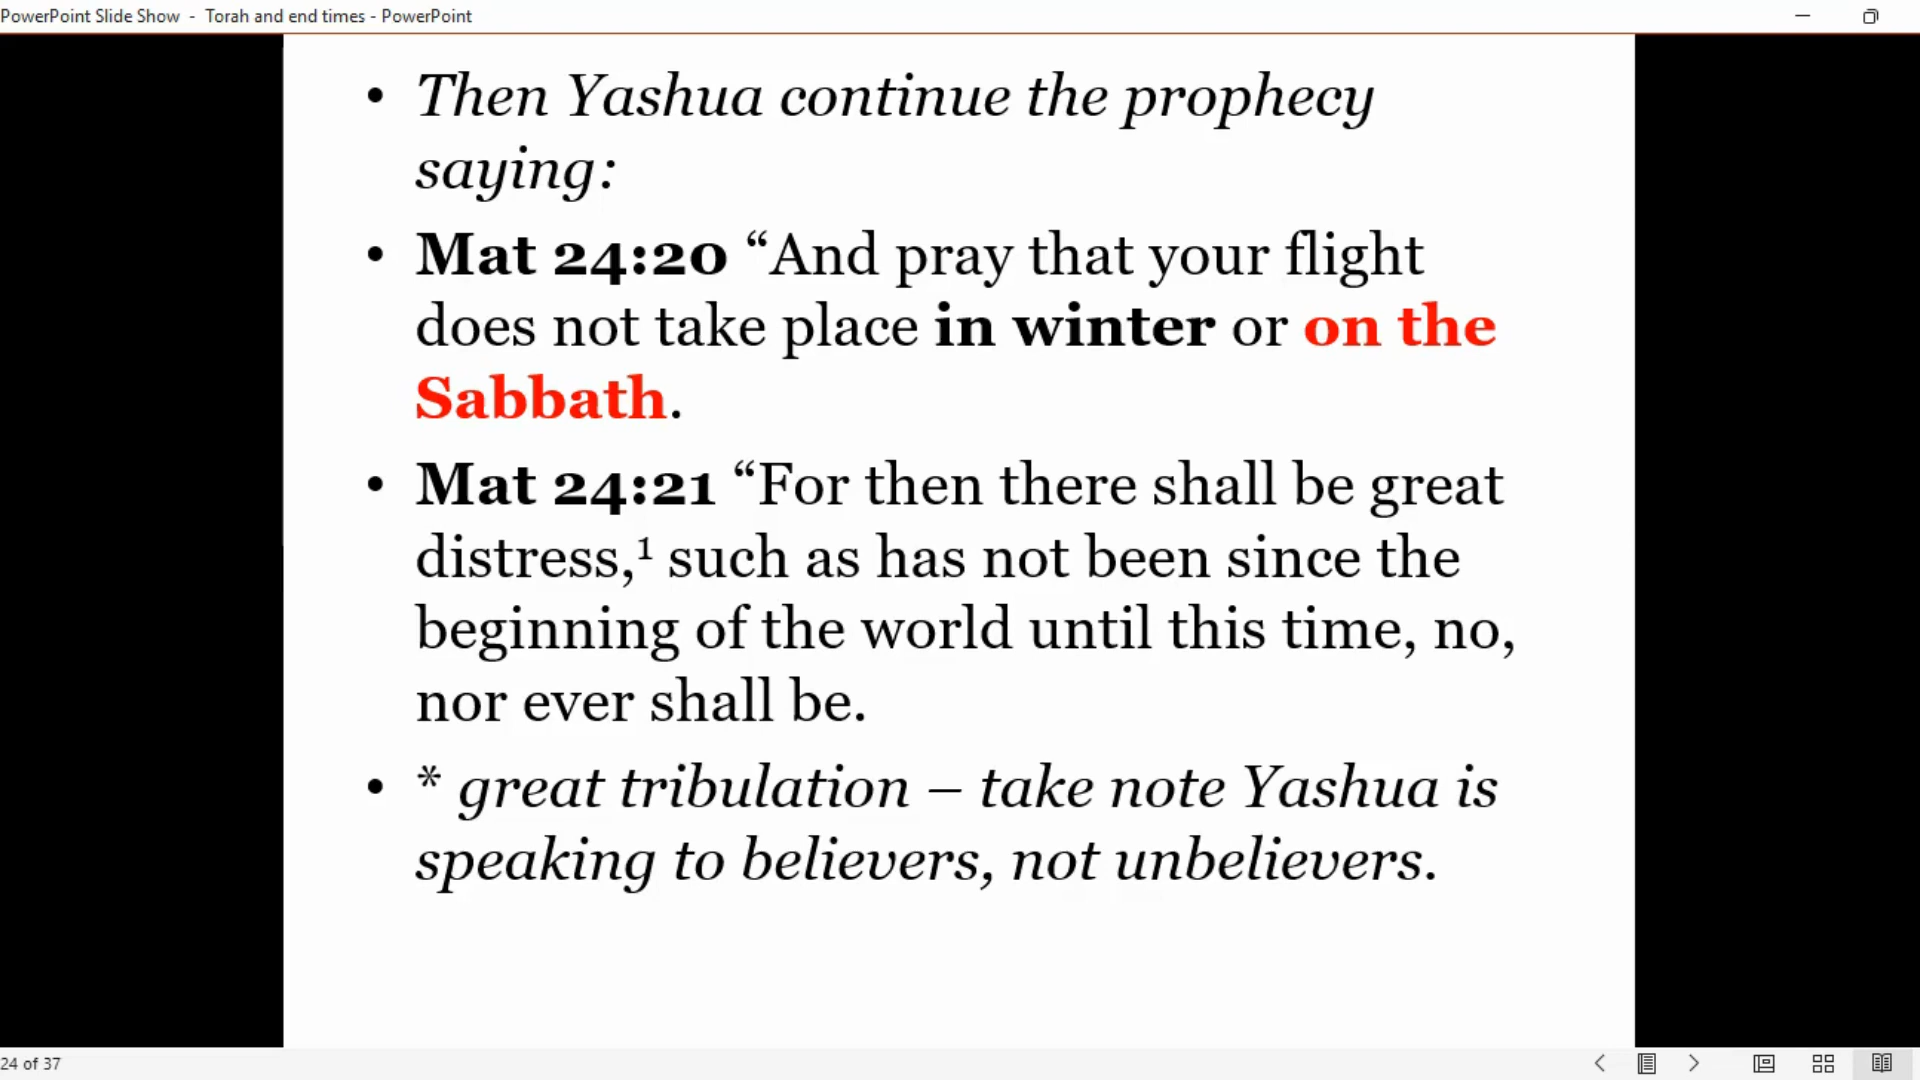 PowerPoint Slide Show - Torah and end times - PowerPoint
• Then Yashua continue the prophecy
saying:
• Mat 24:20 “And pray that your flight
does not take place in winter or on the
Sabbath.
• Mat 24:21 “For then there shall be great
distress,¹ such as has not been since the
beginning of the world until this time, no,
nor ever shall be.
• * great tribulation – take note Yashua is
speaking to believers, not unbelievers.
24 of 37